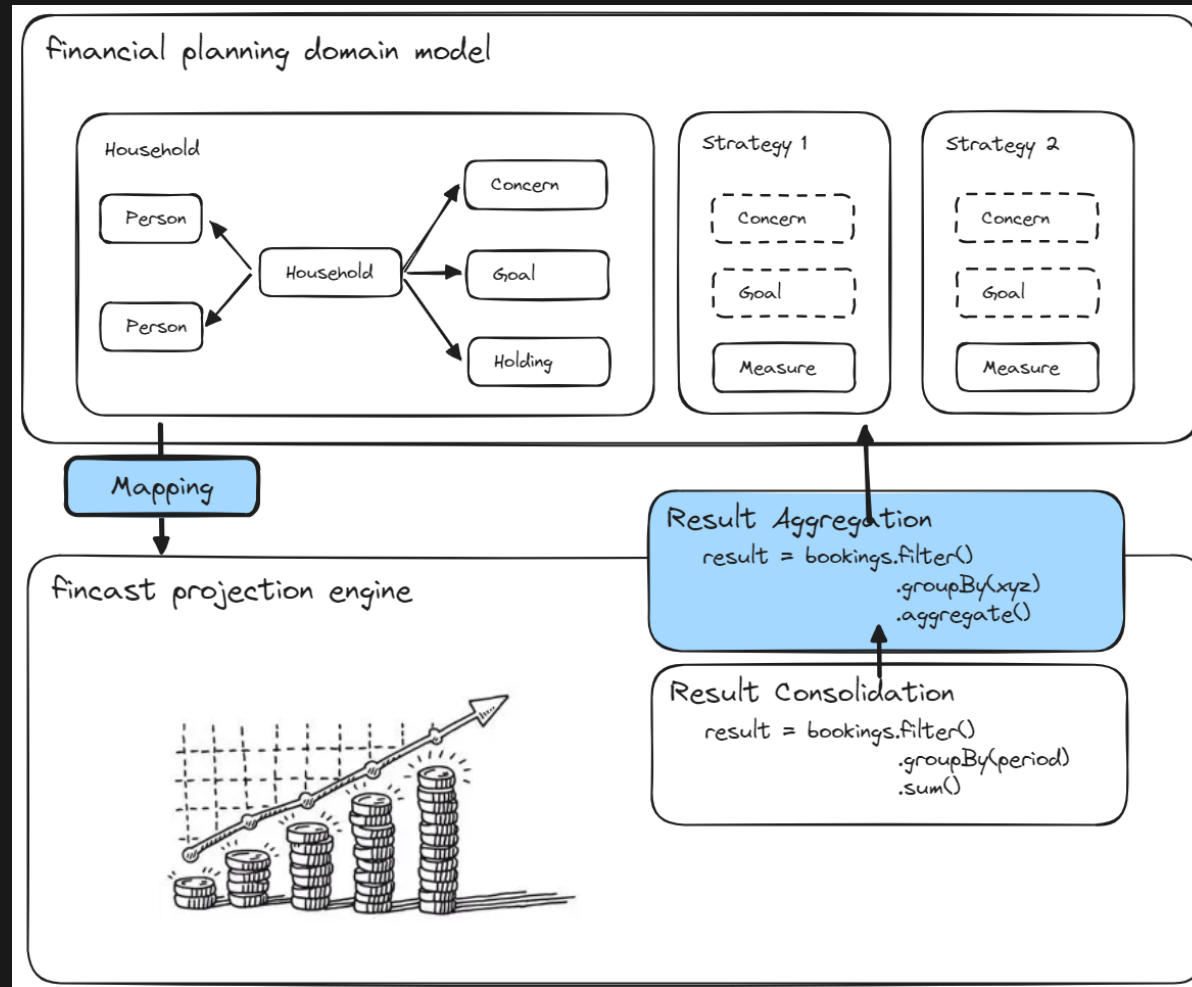 financial planning domain model
Household
Person
Person
Household
Concern
Goal
Holding
Strategy 1
Concern
Goal
Measure
Strategy 2
Concern
Goal
Measure
Mapping
fincast projection engine
Result Aggregation
result = bookings.filter()
.groupBy(xyz)
.aggregate()
Result Consolidation
result = bookings.filter()
.groupBy(period)
.sum()